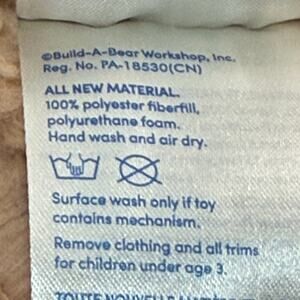 ©Build-A-Bear Workshop, Inc.
Reg. No. PA-18530(CN)
ALL NEW MATERIAL.
100% polyester fiberfill,
polyurethane foam.
Hand wash and air dry.
Surface wash only if toy
contains mechanism.
Remove clothing and all trims
for children under age 3.